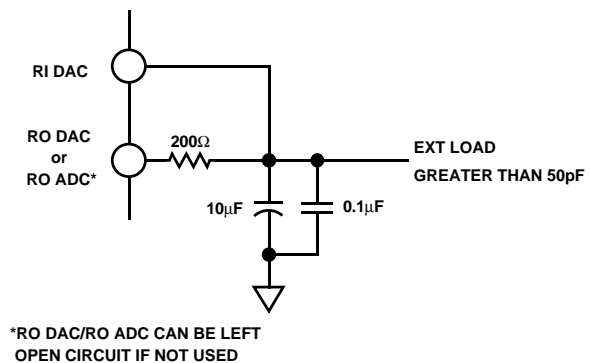 RI DAC
RO DAC
or
RO ADC*
200Ω
EXT LOAD
GREATER THAN 50pF
10μF
0.1μF
*RO DAC/RO ADC CAN BE LEFT
OPEN CIRCUIT IF NOT USED